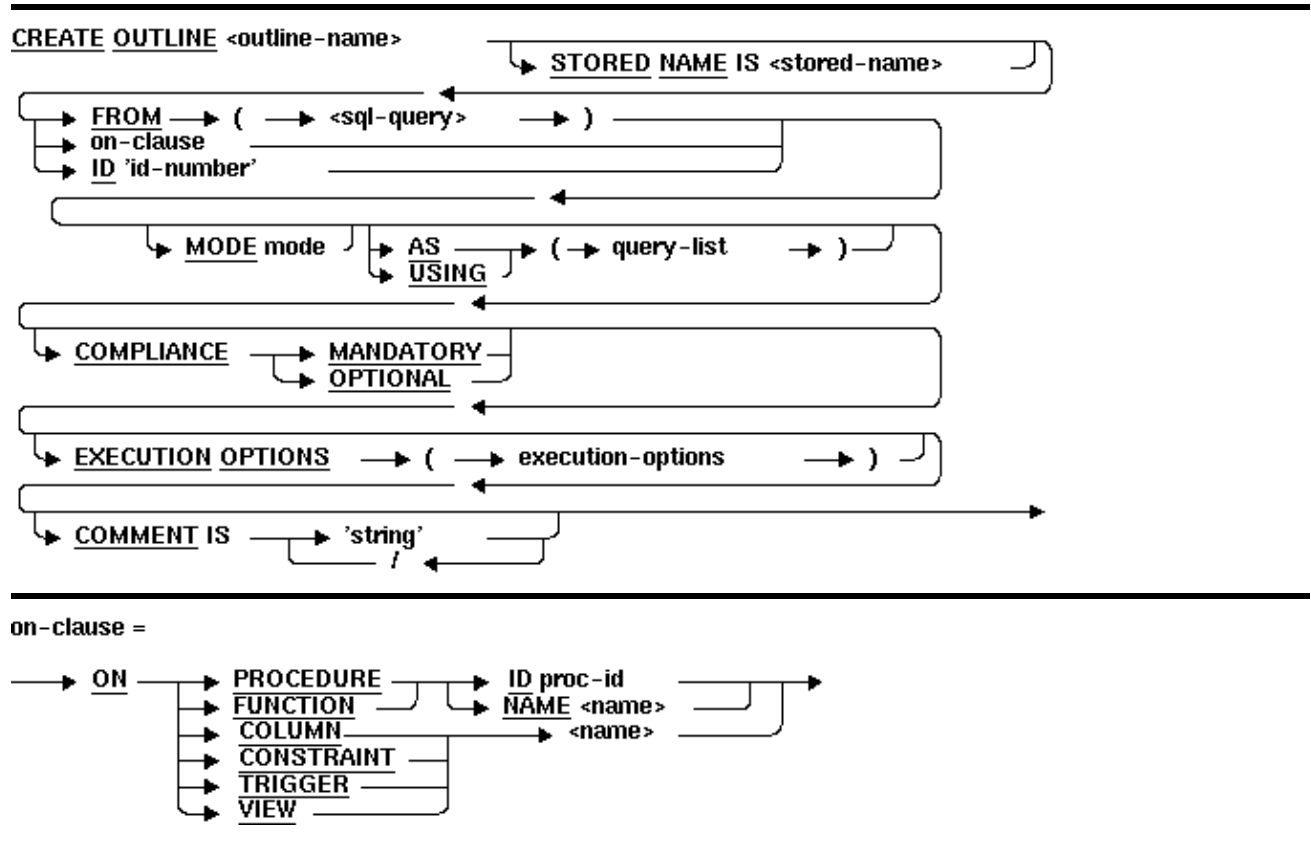 CREATE OUTLINE <outline-name>
STORED NAME IS <stored-name>
FROM ( <sql-query> )
on-clause
ID 'id-number'
MODE mode AS ( query-list )
USING
COMPLIANCE MANDATORY
OPTIONAL
EXECUTION OPTIONS ( execution-options )
COMMENT IS 'string'
/
on-clause =
ON PROCEDURE ID proc-id
FUNCTION NAME <name>
COLUMN <name>
CONSTRAINT
TRIGGER
VIEW